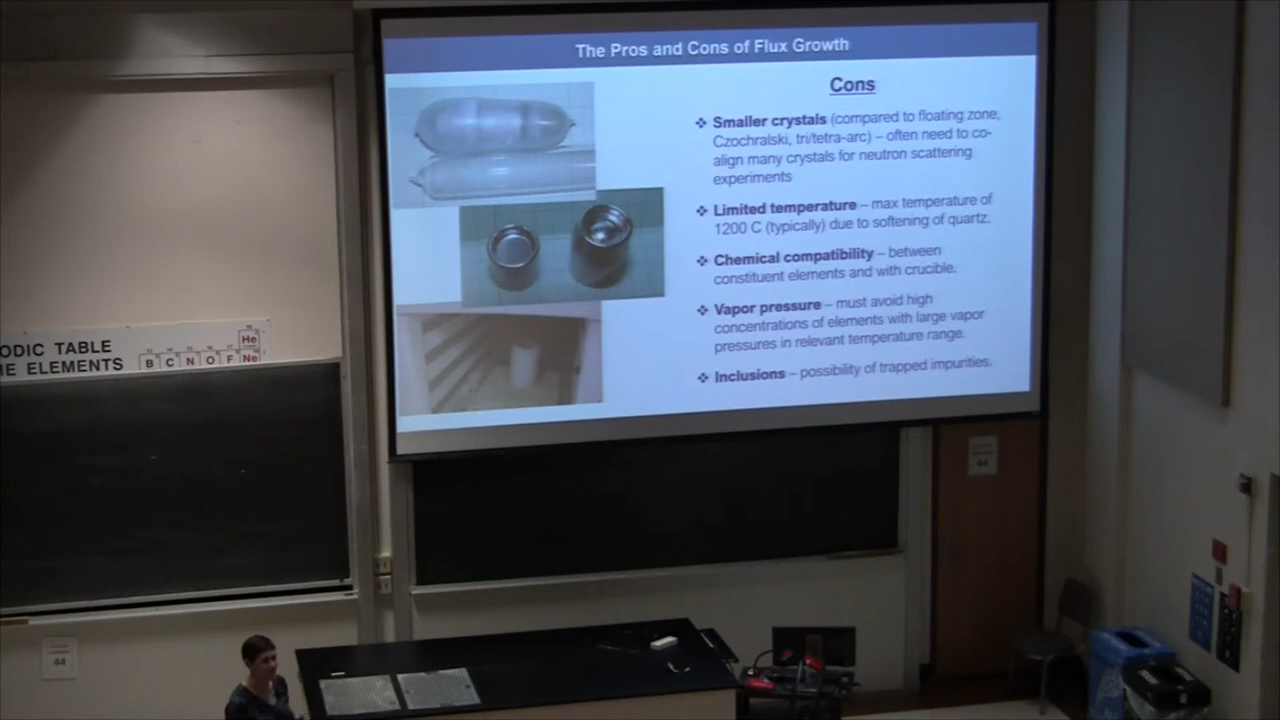 The Pros and Cons of Flux Growth
Cons
❖ Smaller crystals (compared to floating zone,
Czochralski, tri/tetra-arc) – often need to co-
align many crystals for neutron scattering
experiments
❖ Limited temperature – max temperature of
1200 C (typically) due to softening of quartz.
❖ Chemical compatibility – between
constituent elements and with crucible.
❖ Vapor pressure – must avoid high
concentrations of elements with large vapor
pressures in relevant temperature range.
❖ Inclusions – possibility of trapped impurities.
ODIC TABLE
E ELEMENTS
He
B C N O F Ne
44
44